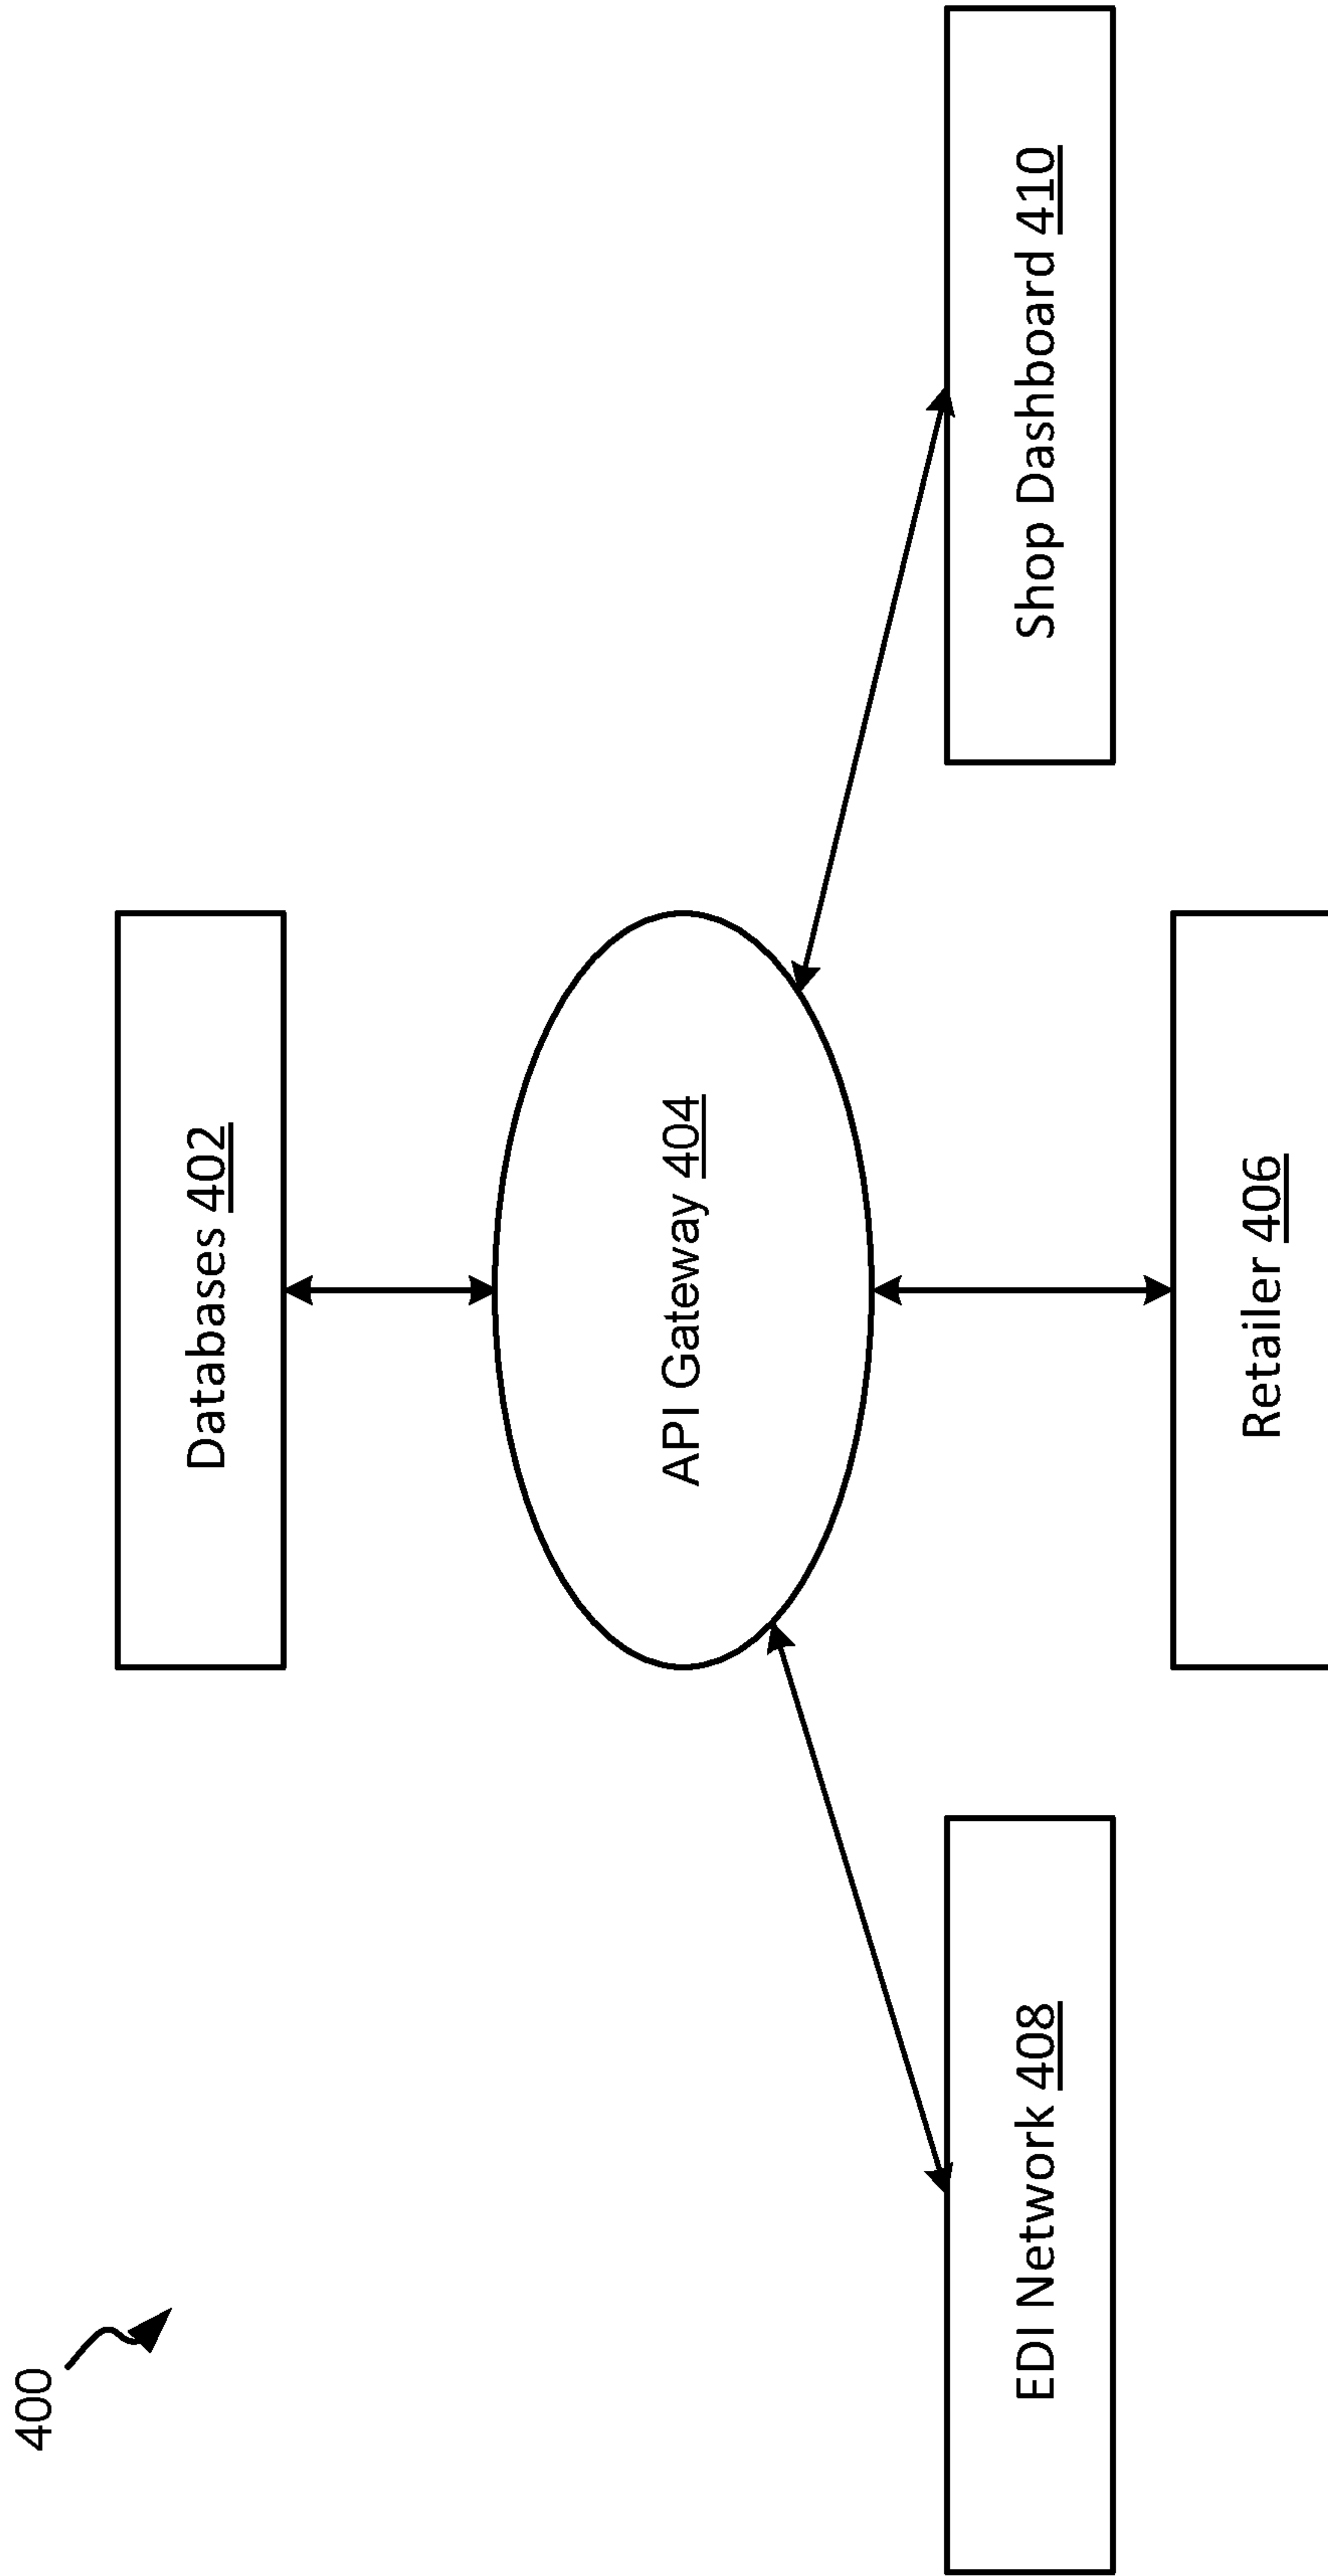 400
Databases 402
API Gateway 404
EDI Network 408
Shop Dashboard 410
Retailer 406